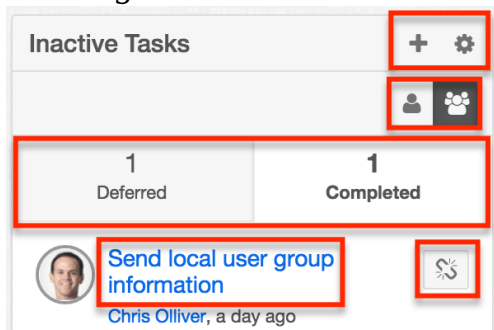 Inactive Tasks
1
Deferred
1
Completed
Send local user group
information
Chris Olliver, a day ago